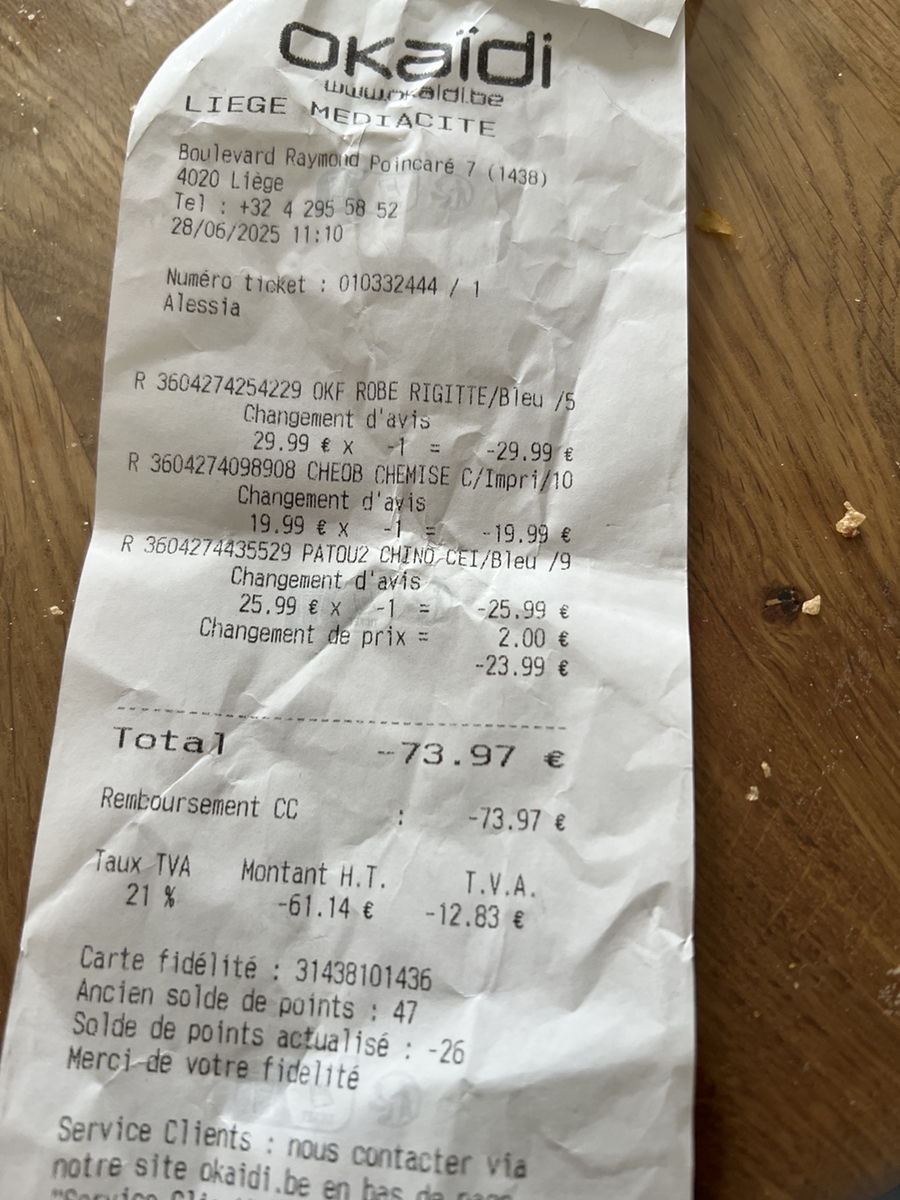 okaïdi
www.okaidi.be
LIEGE MEDIACITE
Boulevard Raymond Poincaré 7 (1438)
4020 Liège
Tel : +32 4 295 58 52
28/06/2025 11:10
Numéro ticket : 010332444 / 1
Alessia
R 3604274254229 OKF ROBE RIGITTE/Bleu /5
Changement d'avis
29.99 € x -1 = -29.99 €
R 3604274098908 CHEOB CHEMISE C/Impri/10
Changement d'avis
19.99 € x -1 = -19.99 €
R 3604274435529 PATOU2 CHINO CEI/Bleu /9
Changement d'avis
25.99 € x -1 = -25.99 €
Changement de prix = 2.00 €
-23.99 €
Total -73.97 €
Remboursement CC : -73.97 €
Taux TVA Montant H.T. T.V.A.
21 % -61.14 € -12.83 €
Carte fidélité : 31438101436
Ancien solde de points : 47
Solde de points actualisé : -26
Merci de votre fidelité
Service Clients : nous contacter via
notre site okaidi.be en bas de page
"Service